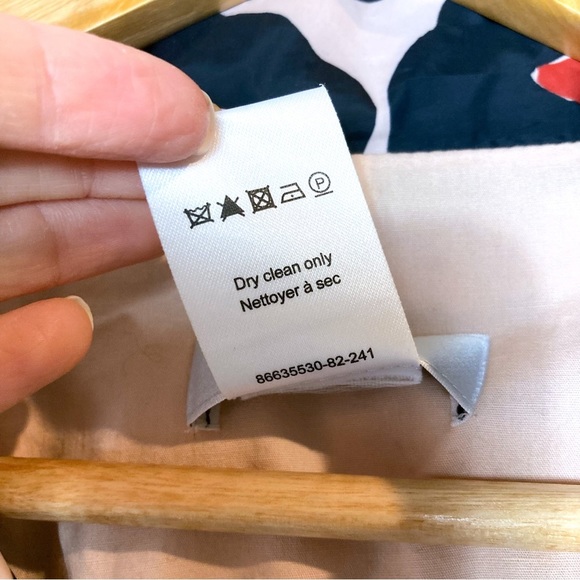 P
Dry clean only
Nettoyer à sec
86635530-82-241